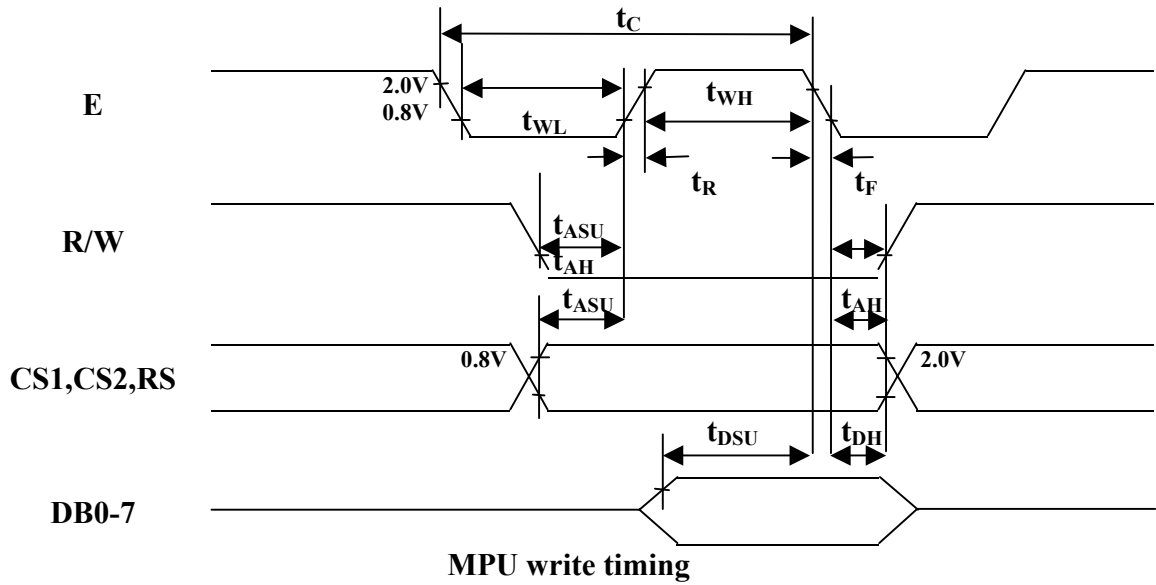 tC
E
2.0V
0.8V
tWL
tWH
tR
tF
R/W
tASU
tAH
tASU
tAH
CS1,CS2,RS
0.8V
2.0V
tDSU
tDH
DB0-7
MPU write timing